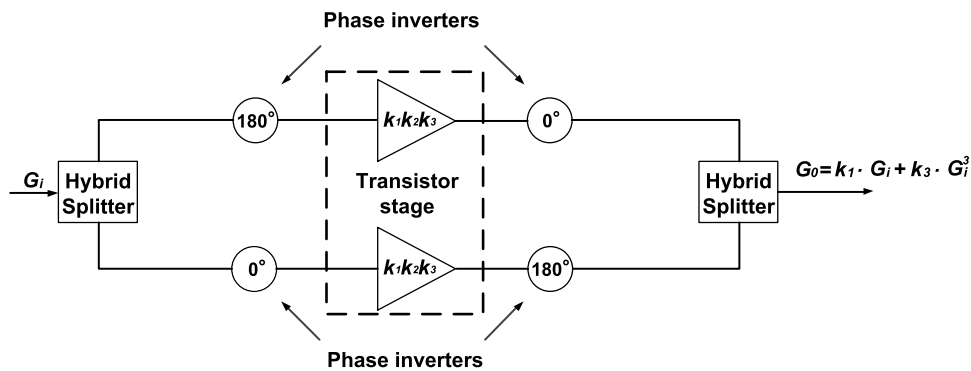 Phase inverters
180°
k₁k₂k₃
0°
Gᵢ
Hybrid
Splitter
Transistor
stage
Hybrid
Splitter
G₀=k₁· Gᵢ+k₃· Gᵢ³
0°
k₁k₂k₃
180°
Phase inverters